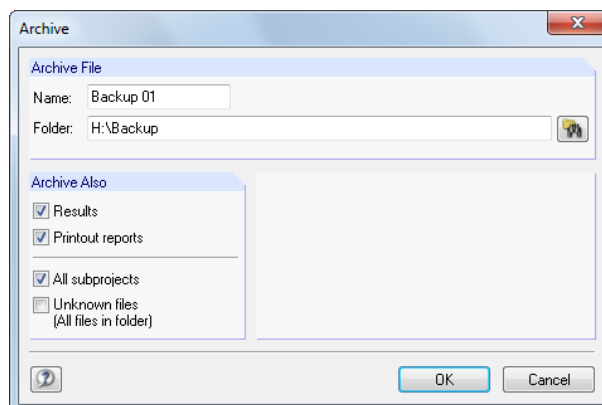 Archive
Archive File
Name: Backup 01
Folder: H:\Backup
Archive Also
Results
Printout reports
All subprojects
Unknown files
(All files in folder)
OK Cancel